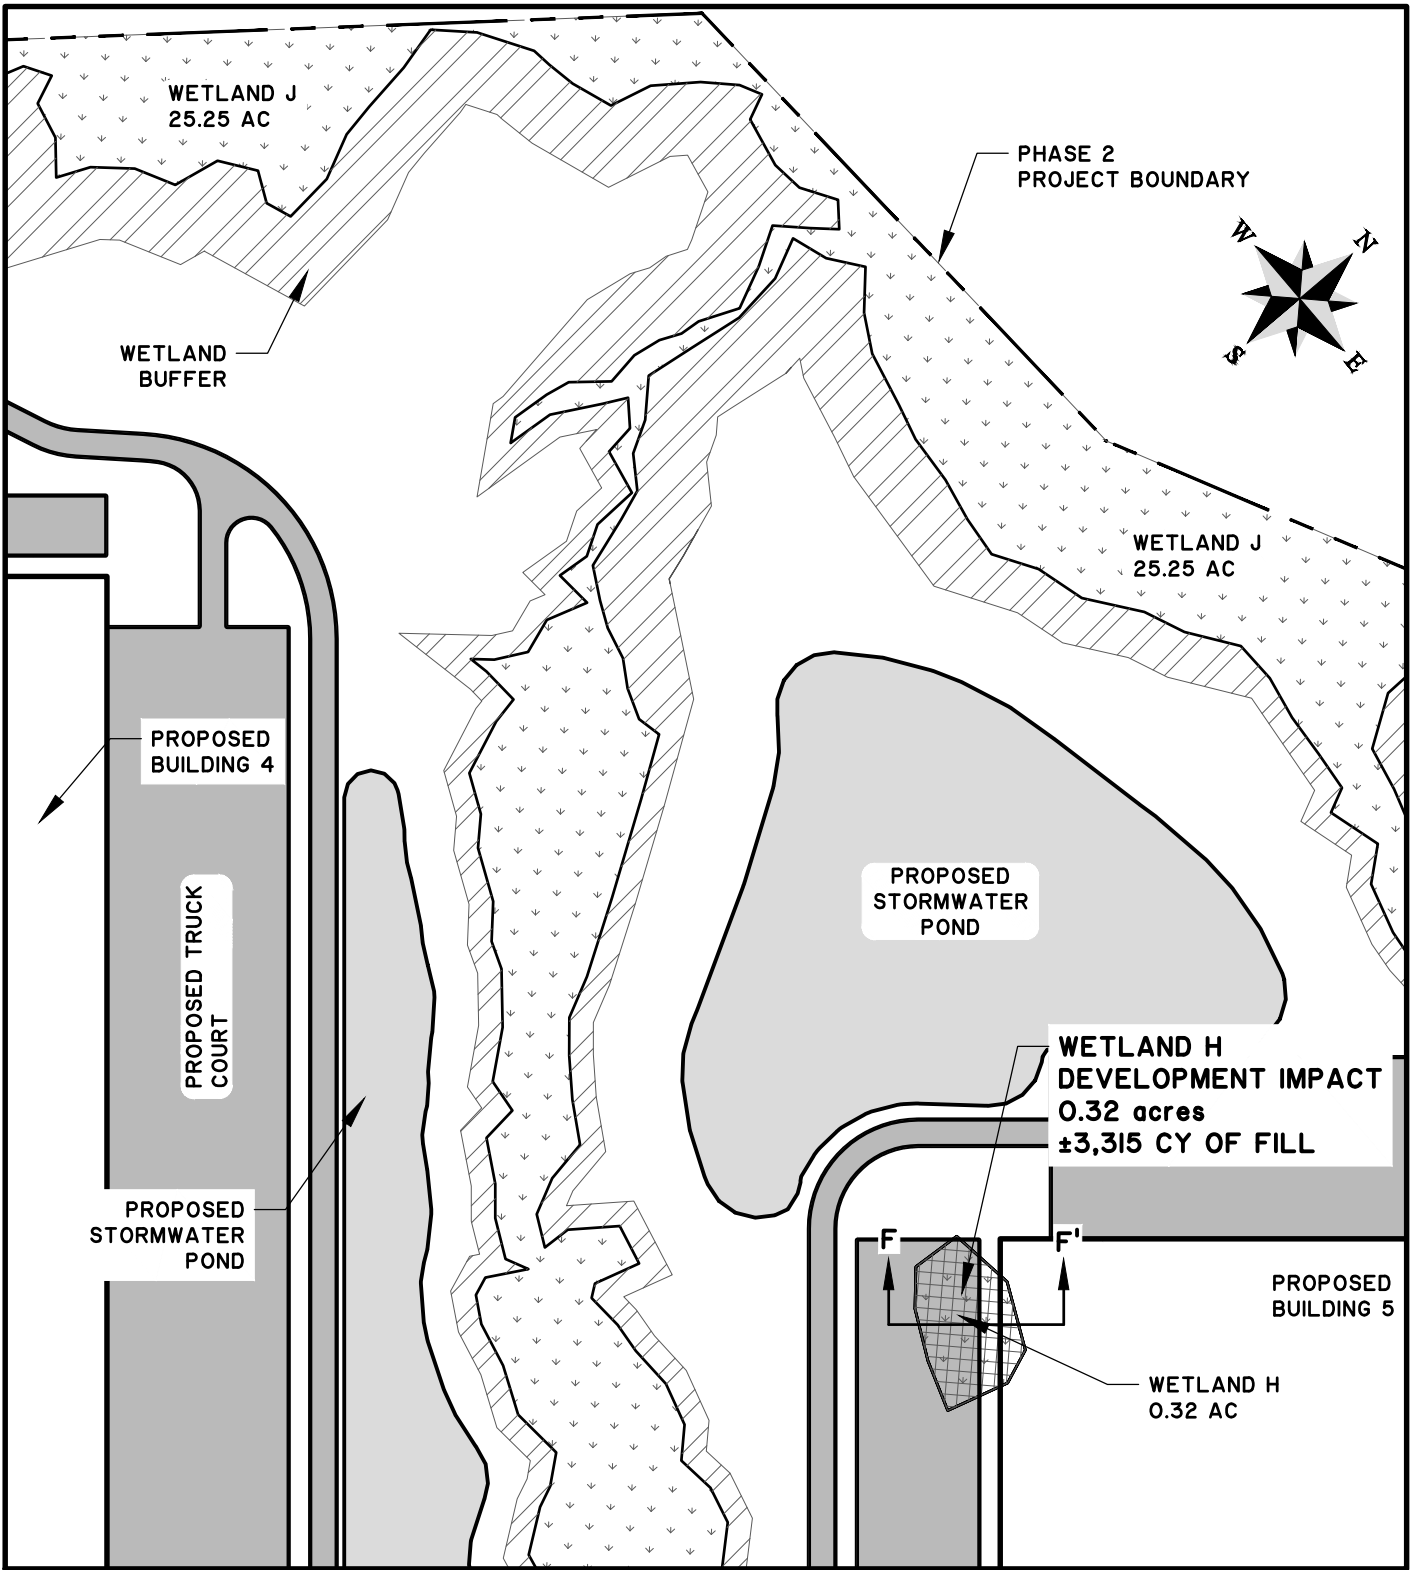 WETLAND J
25.25 AC
PHASE 2
PROJECT BOUNDARY
W
N
S
E
WETLAND
BUFFER
WETLAND J
25.25 AC
PROPOSED
BUILDING 4
PROPOSED
STORMWATER
POND
PROPOSED TRUCK
COURT
WETLAND H
DEVELOPMENT IMPACT
0.32 acres
±3,315 CY OF FILL
PROPOSED
STORMWATER
POND
F
F'
PROPOSED
BUILDING 5
WETLAND H
0.32 AC